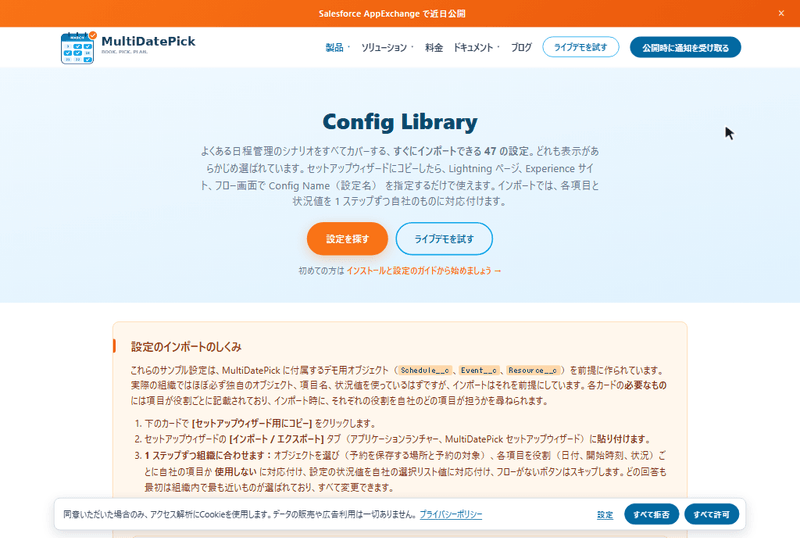 Salesforce AppExchange で近日公開
×
MultiDatePick
BOOK. PICK. PLAN.
製品
ソリューション
料金
ドキュメント
ブログ
ライブデモを試す
公開時に通知を受け取る
Config Library
よくある日程管理のシナリオをすべてカバーする、すぐにインポートできる 47 の設定。どれも表示があ
らかじめ選ばれています。セットアップウィザードにコピーしたら、Lightning ページ、Experience サイ
ト、フロー画面で Config Name（設定名） を指定するだけで使えます。インポートでは、各項目と
状況値を 1 ステップずつ自社のものに対応付けます。
設定を探す
ライブデモを試す
初めての方は インストールと設定のガイドから始めましょう →
設定のインポートのしくみ
これらのサンプル設定は、MultiDatePick に付属するデモ用オブジェクト（Schedule__c、Event__c、Resource__c）を前提に作られています。
実際の組織ではほぼ必ず独自のオブジェクト、項目名、状況値を使っているはずですが、インポートはそれを前提にしています。各カードの必要なもの
には項目が役割ごとに記載されており、インポート時に、それぞれの役割を自社のどの項目が担うかを尋ねられます。
1. 下のカードで [セットアップウィザード用にコピー] をクリックします。
2. セットアップウィザードの [インポート / エクスポート] タブ（アプリケーションランチャー、MultiDatePick セットアップウィザード）に貼り付けます。
3. 1 ステップずつ組織に合わせます：オブジェクトを選び（予約を保存する場所と予約の対象）、各項目を役割（日付、開始時刻、状況）ご
とに自社の項目か 使用しない に対応付け、設定の状況値を自社の選択リスト値に対応付け、フローがないボタンはスキップします。どの回答も
最初は組織内で最も近いものが選ばれており、すべて変更できます。
同意いただいた場合のみ、アクセス解析にCookieを使用します。データの販売や広告利用は一切ありません。プライバシーポリシー
設定
すべて拒否
すべて許可